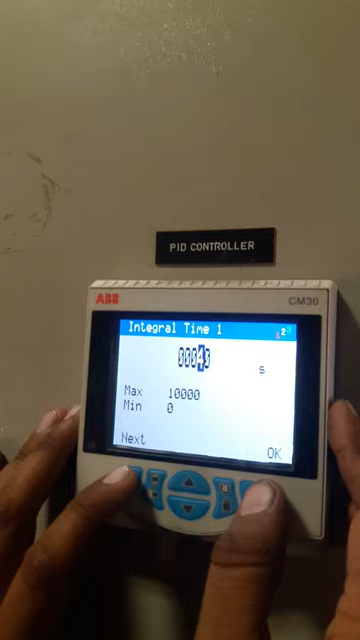 PID CONTROLLER
ABB
CM30
Integral Time 1
s
Max 10000
Min 0
Next
OK